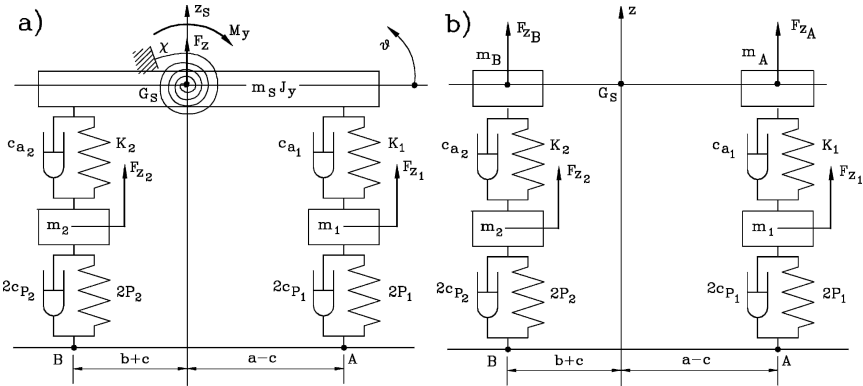 a)
z_S
M_y
χ
F_z
ϑ
G_S
m_S J_y
c_a2
K_2
c_a1
K_1
F_z2
F_z1
m_2
m_1
2c_P2
2P_2
2c_P1
2P_1
B
A
b+c
a−c
b)
z
F_zB
F_zA
m_B
m_A
G_S
c_a2
K_2
c_a1
K_1
F_z2
F_z1
m_2
m_1
2c_P2
2P_2
2c_P1
2P_1
B
A
b+c
a−c